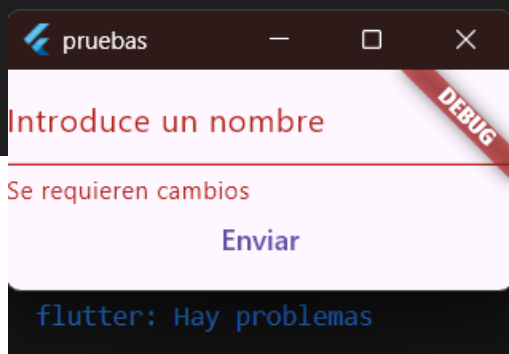 pruebas
DEBUG
Introduce un nombre
Se requieren cambios
Enviar
flutter: Hay problemas